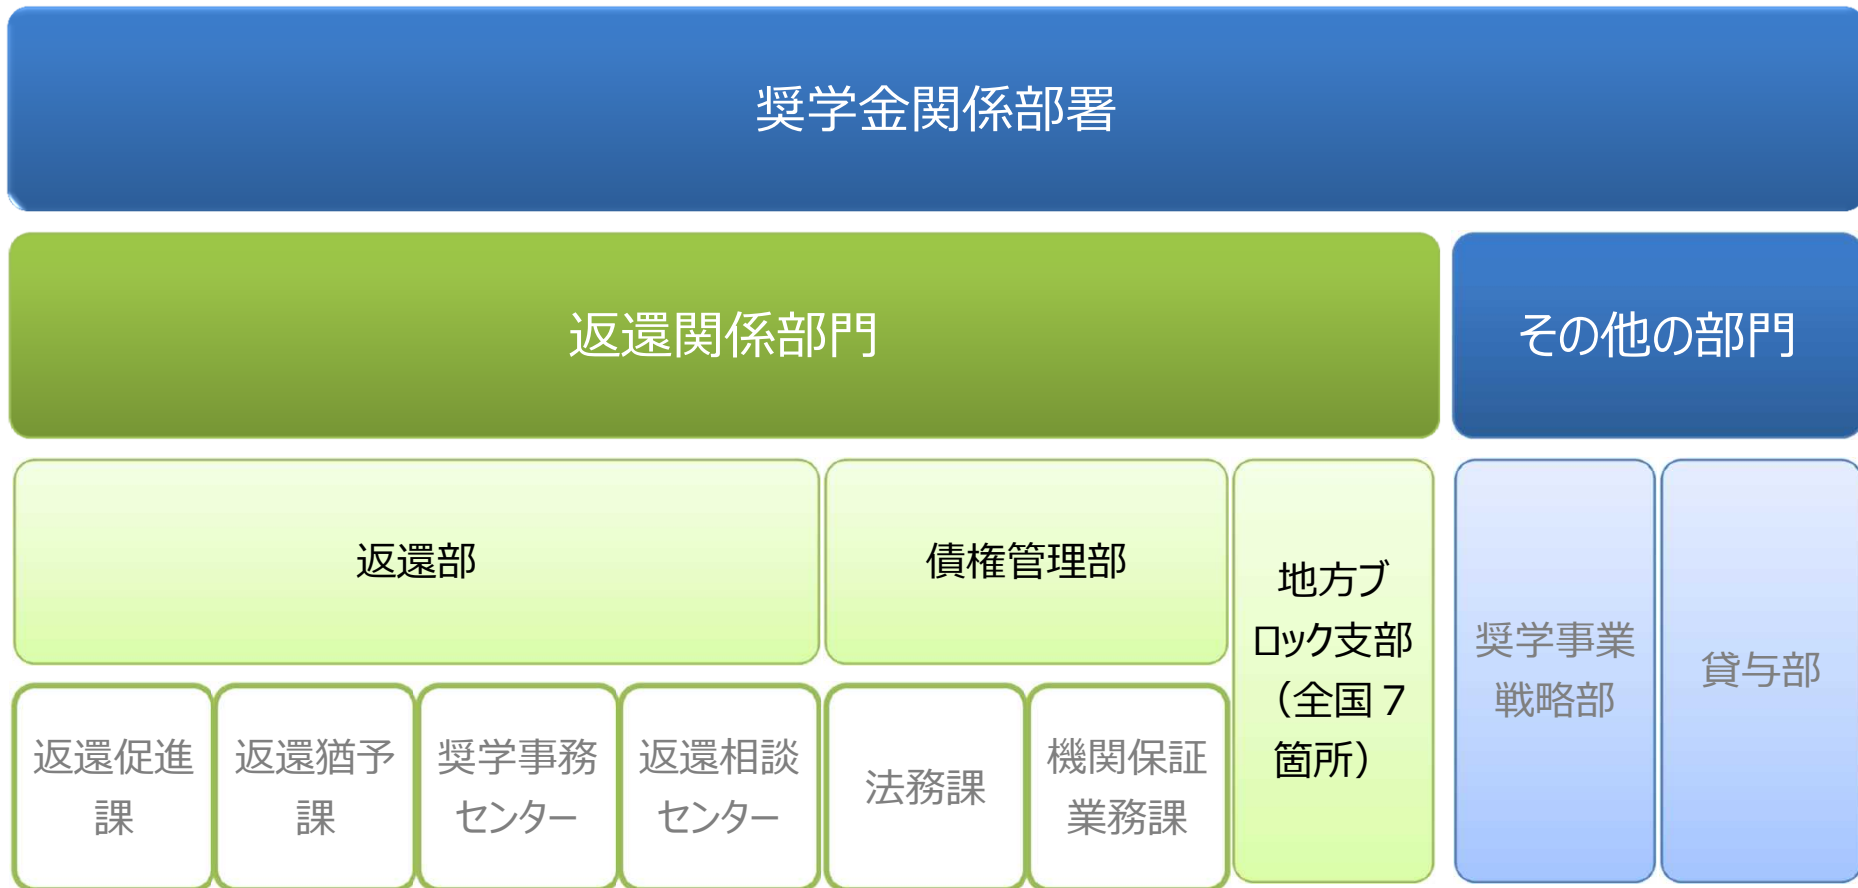 奨学金関係部署
返還関係部門
その他の部門
返還部
債権管理部
地方ブ
ロック支部
（全国７
箇所）
奨学事業
戦略部
貸与部
返還促進
課
返還猶予
課
奨学事務
センター
返還相談
センター
法務課
機関保証
業務課